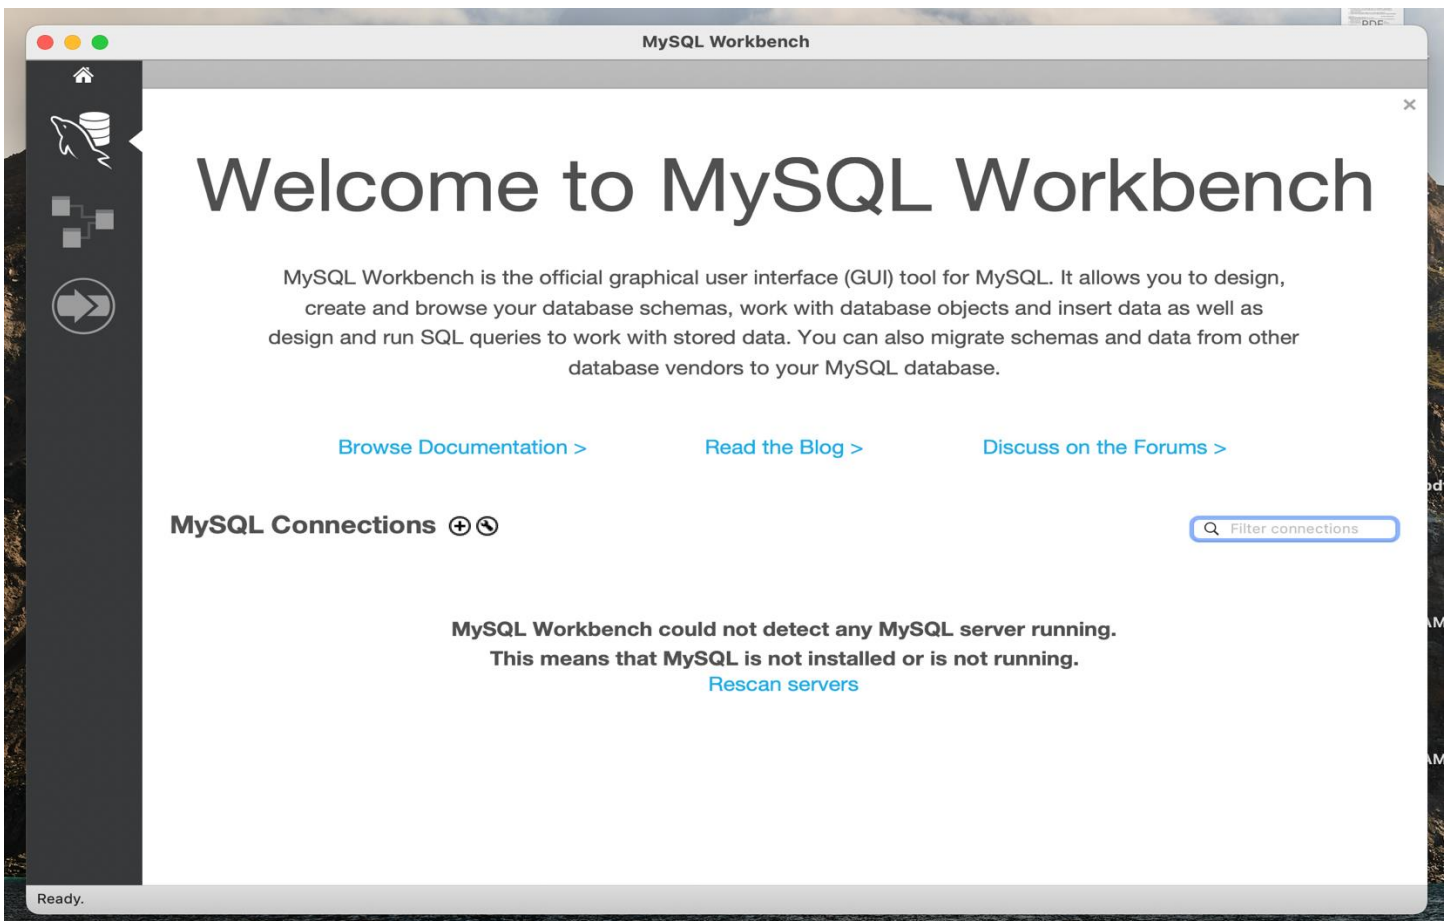 PDF
MySQL Workbench
Welcome to MySQL Workbench
MySQL Workbench is the official graphical user interface (GUI) tool for MySQL. It allows you to design,
create and browse your database schemas, work with database objects and insert data as well as
design and run SQL queries to work with stored data. You can also migrate schemas and data from other
database vendors to your MySQL database.
Browse Documentation >
Read the Blog >
Discuss on the Forums >
MySQL Connections
Filter connections
MySQL Workbench could not detect any MySQL server running.
This means that MySQL is not installed or is not running.
Rescan servers
Ready.